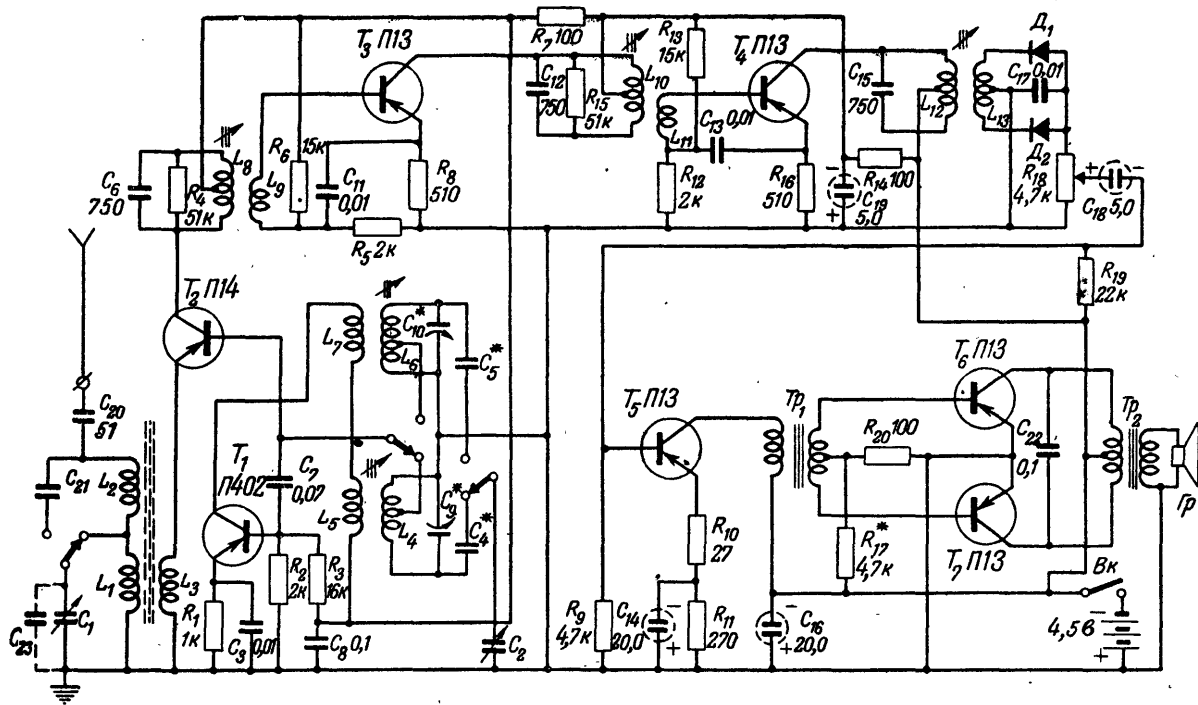 Д₁
R₇ 100
R₁₃
15к
T₃ П13
T₄ П13
C₁₂
750
R₁₅
51к
L₁₀
C₁₅
750
L₁₂
C₁₇
0,01
L₁₃
Д₂
C₆
750
R₄
51к
L₈
L₉
R₆
15к
C₁₁
0,01
R₈
510
R₅ 2к
L₁₁
C₁₃ 0,01
R₁₂
2к
R₁₆
510
R₁₄ 100
C₁₉
5,0
− +
R₁₈
4,7к
+ −
C₁₈ 5,0
R₁₉
*
22к
T₂ П14
L₇
L₆
C₁₀*
C₅*
C₂₀
51
C₂₁
L₂
L₁
L₃
C₁
C₂₃
T₁
П402
C₇
0,02
R₁
1к
C₃ 0,01
R₂
2к
R₃
16к
C₈ 0,1
L₅
L₄
C₉*
C₄*
C₂
T₅ П13
R₁₀
27
R₉
4,7к
C₁₄
20,0
− +
R₁₁
270
C₁₆
20,0
− +
Тр₁
R₂₀ 100
R₁₇*
4,7к
T₆ П13
T₇ П13
C₂₂
0,1
Тр₂
Гр
Вк
4,5в
− +